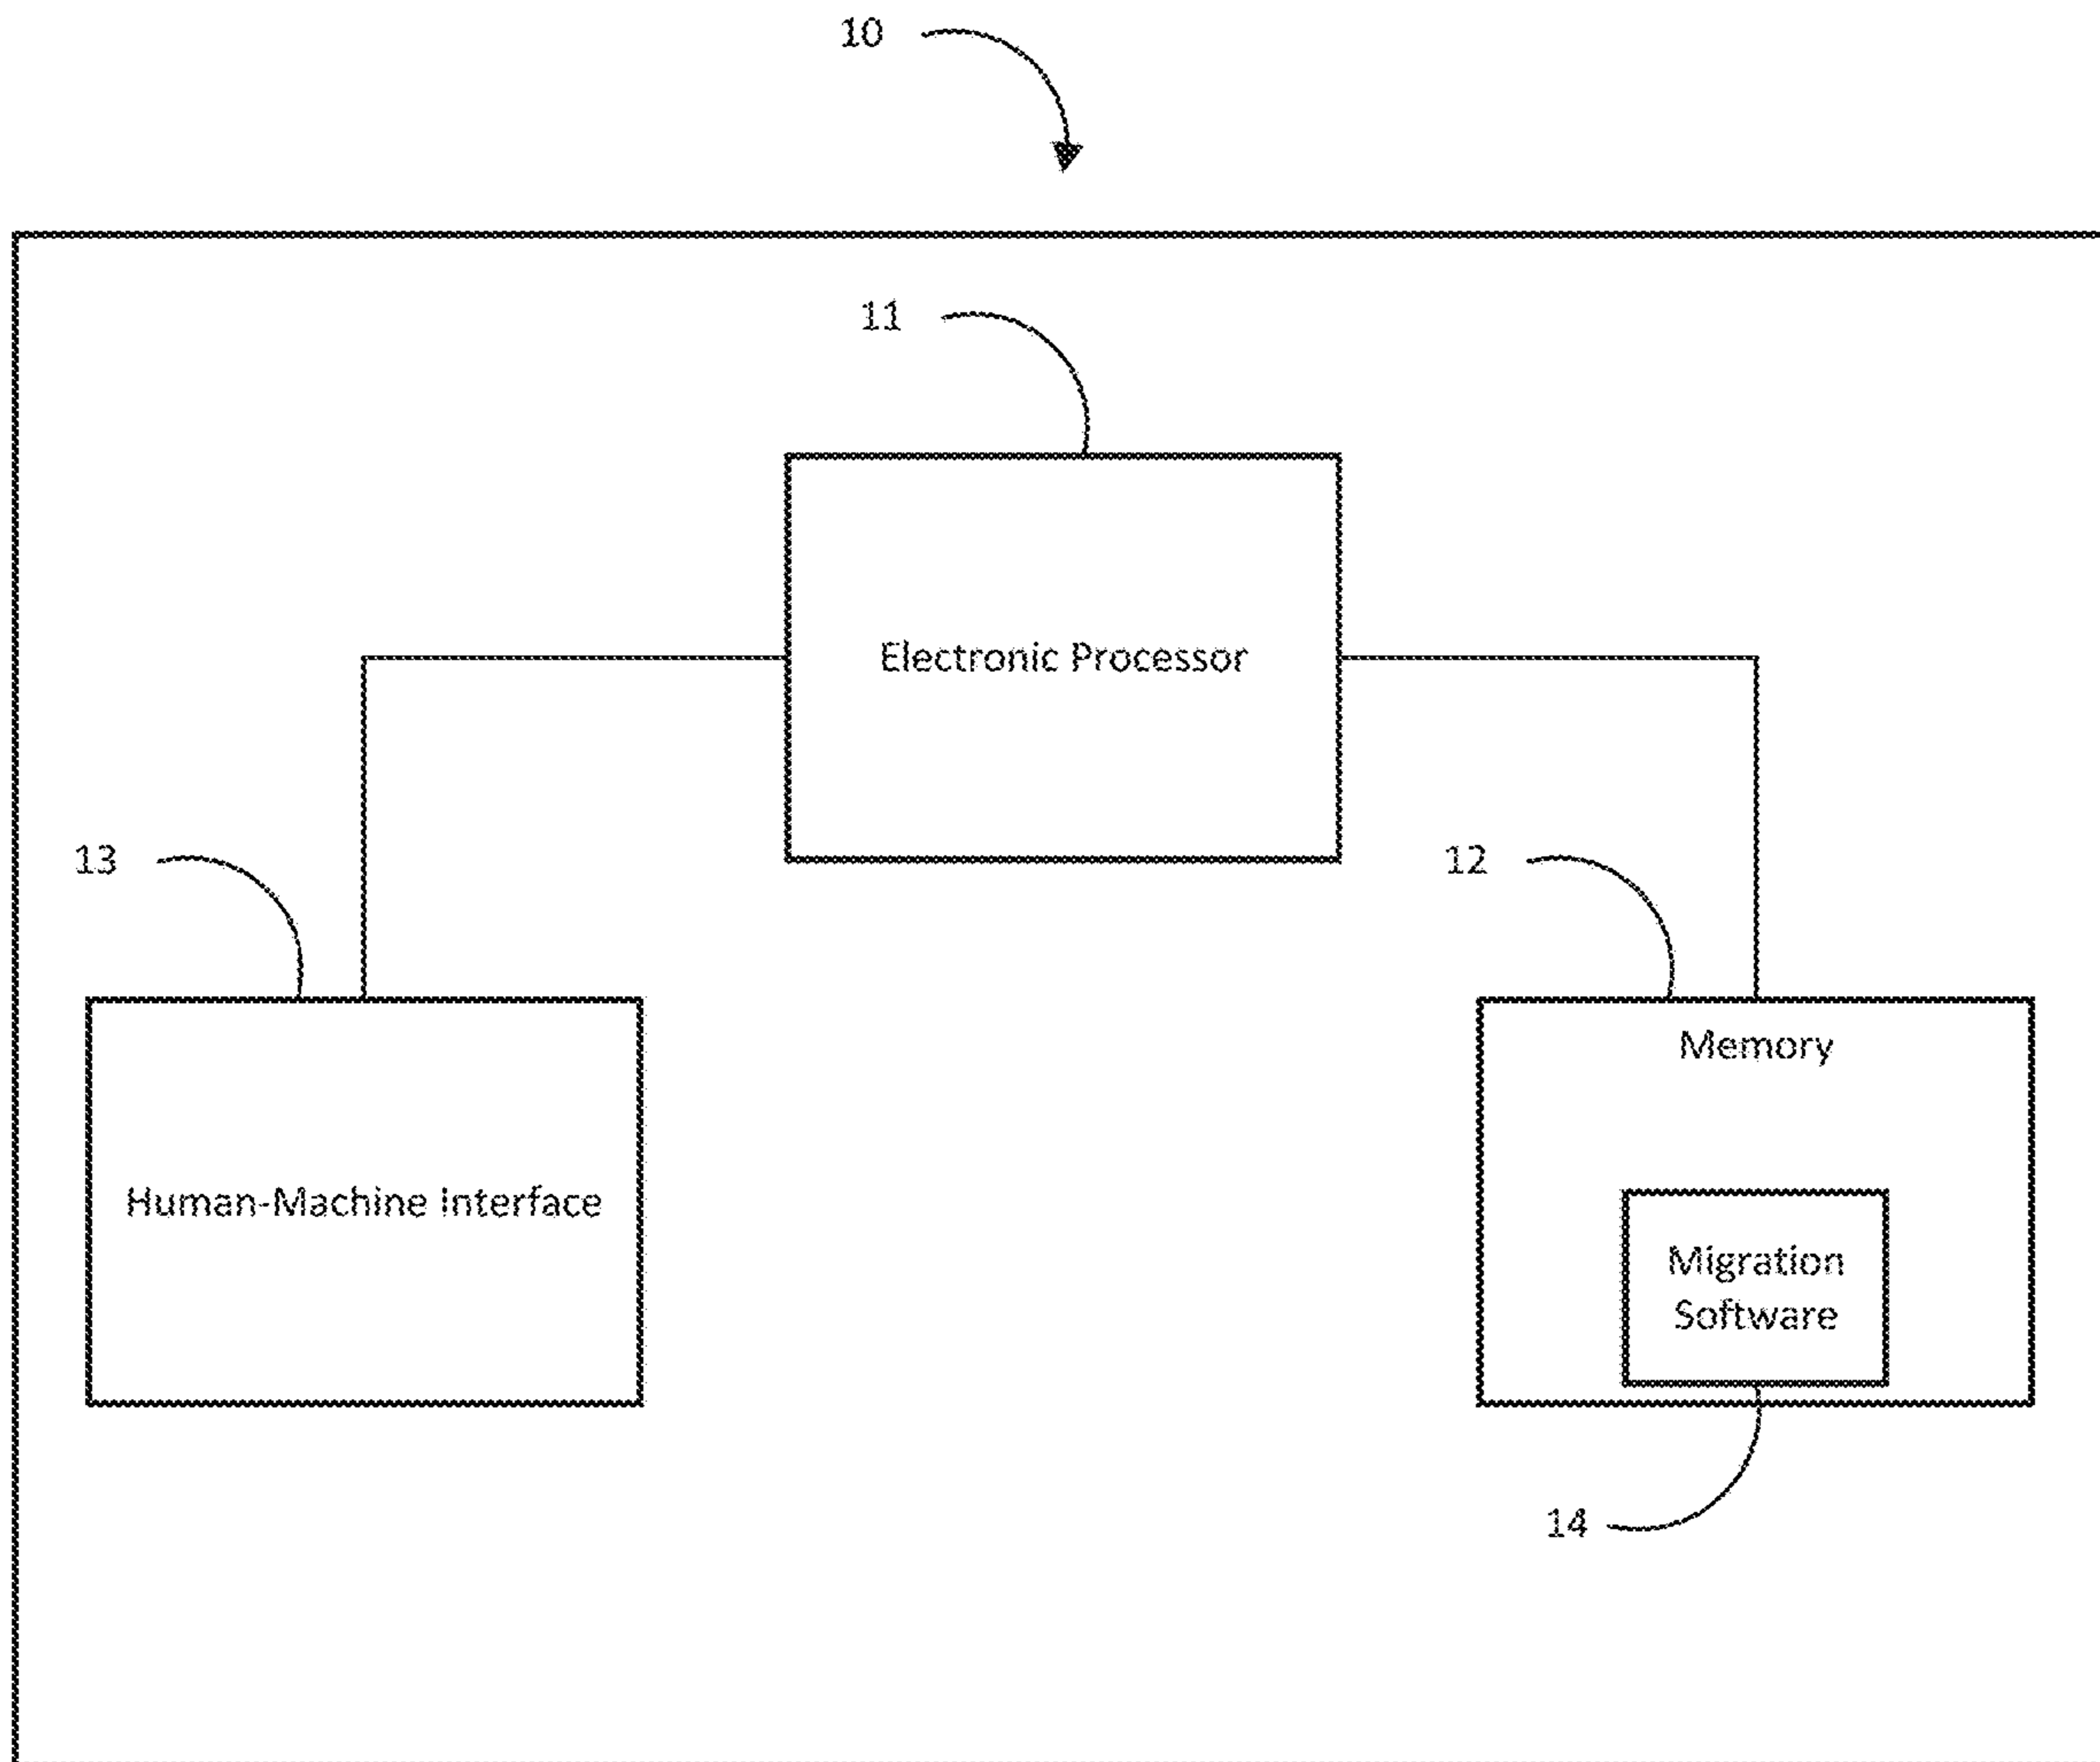 10
11
Electronic Processor
13
12
Memory
Human-Machine Interface
Migration
Software
14